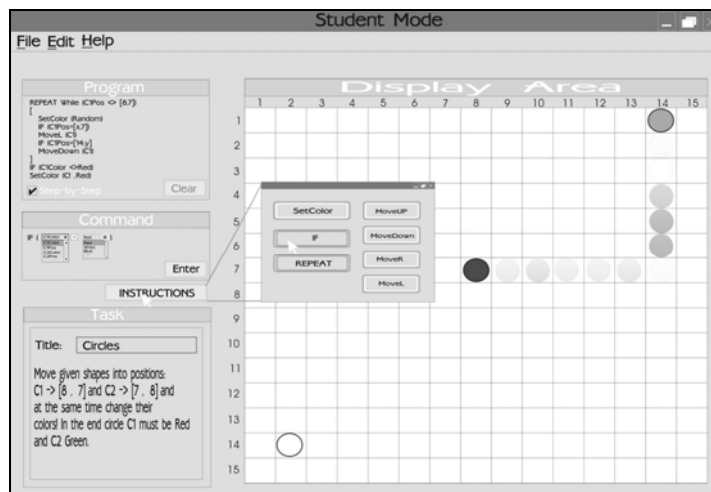 Student Mode
File Edit Help
Program
REPEAT While (C1Pos <> [8,7])
[
SetColor (Random)
IF (C1Pos=[x,7])
MoveL (C1)
IF (C1Pos=[14,y]
MoveDown (C1)
]
IF (C1Color <>Red)
SetColor (C1 ,Red)
Step-by-Step
Clear
Command
IF (
Enter
INSTRUCTIONS
Task
Title: Circles
Move given shapes into positions:
C1 -> [8 , 7] and C2 -> [7 , 8] and
at the same time change their
colors! In the end circle C1 must be Red
and C2 Green.
Display Area
1 2 3 4 5 6 7 8 9 10 11 12 13 14 15
1
2
3
4
5
6
7
8
9
10
11
12
13
14
15
SetColor MoveUP
IF MoveDown
REPEAT MoveR
MoveL